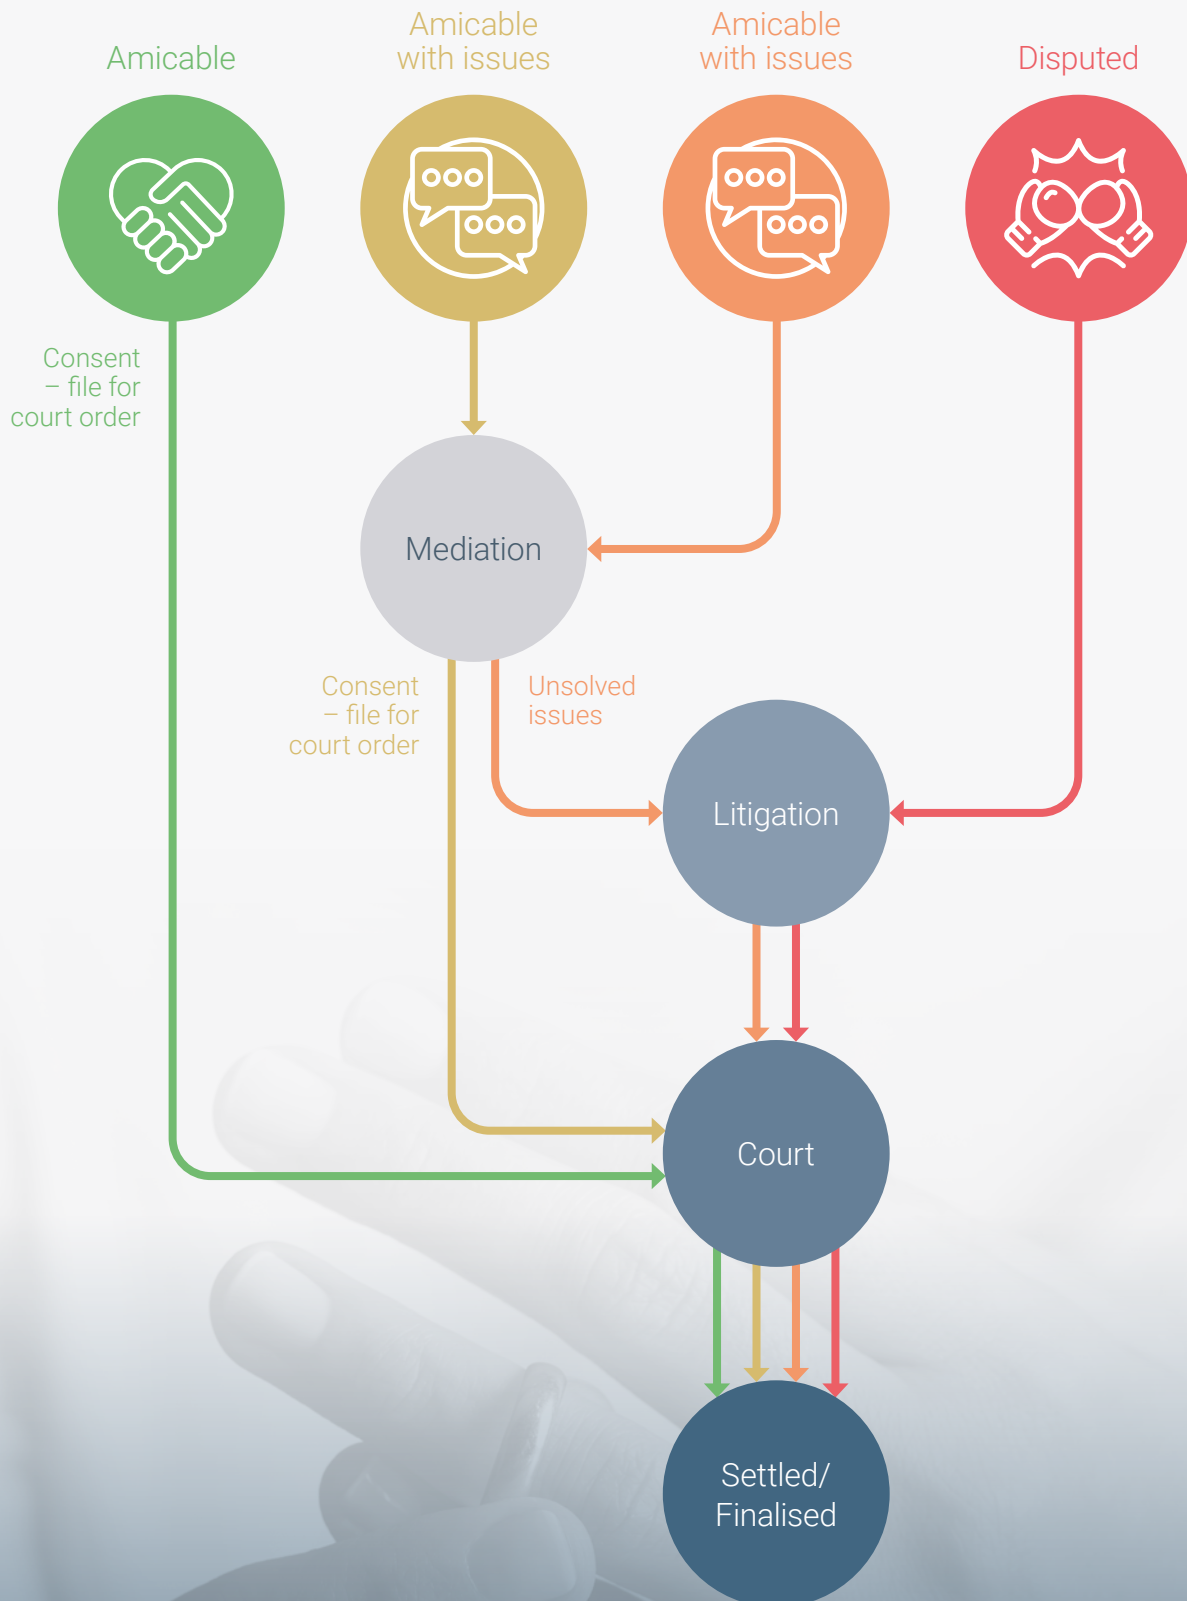 Amicable
Amicable
with issues
Amicable
with issues
Disputed
Consent
– file for
court order
Mediation
Consent
– file for
court order
Unsolved
issues
Litigation
Court
Settled/
Finalised